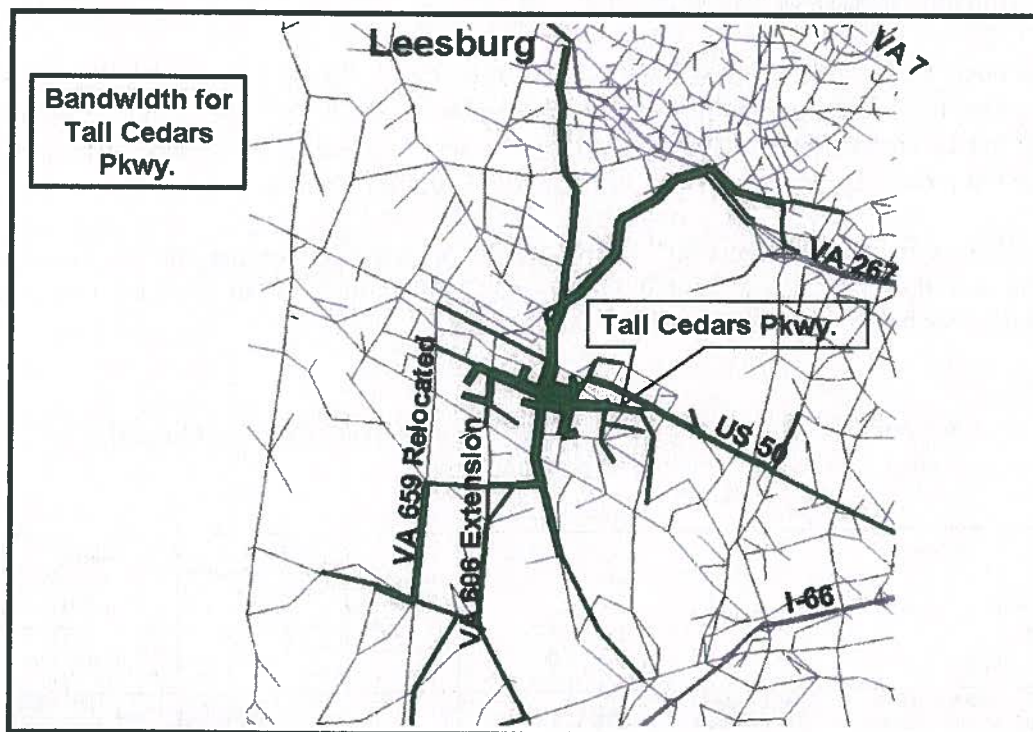 Leesburg
VA 7
Bandwidth for
Tall Cedars
Pkwy.
VA 267
Tall Cedars Pkwy.
VA 659 Relocated
VA 606 Extension
US 50
I-66